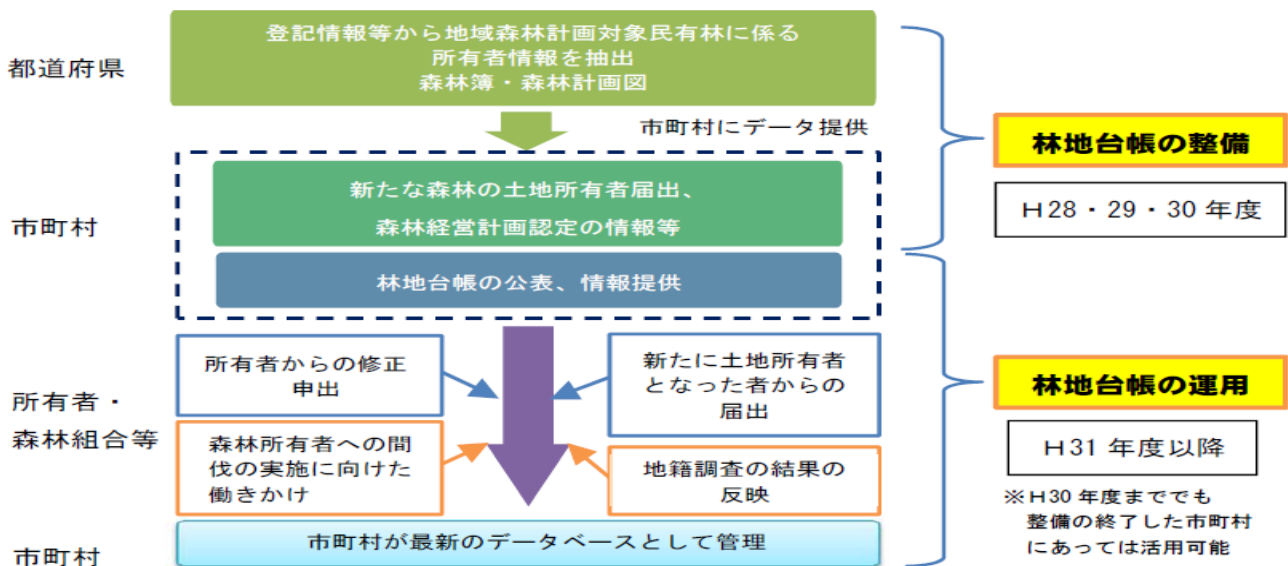 都道府県
登記情報等から地域森林計画対象民有林に係る
所有者情報を抽出
森林簿・森林計画図
市町村にデータ提供
林地台帳の整備
H28・29・30年度
市町村
新たな森林の土地所有者届出、
森林経営計画認定の情報等
林地台帳の公表、情報提供
所有者・
森林組合等
所有者からの修正
申出
新たに土地所有者
となった者からの
届出
森林所有者への間
伐の実施に向けた
働きかけ
地籍調査の結果の
反映
林地台帳の運用
H31年度以降
※H30年度まででも
整備の終了した市町村
にあっては活用可能
市町村
市町村が最新のデータベースとして管理